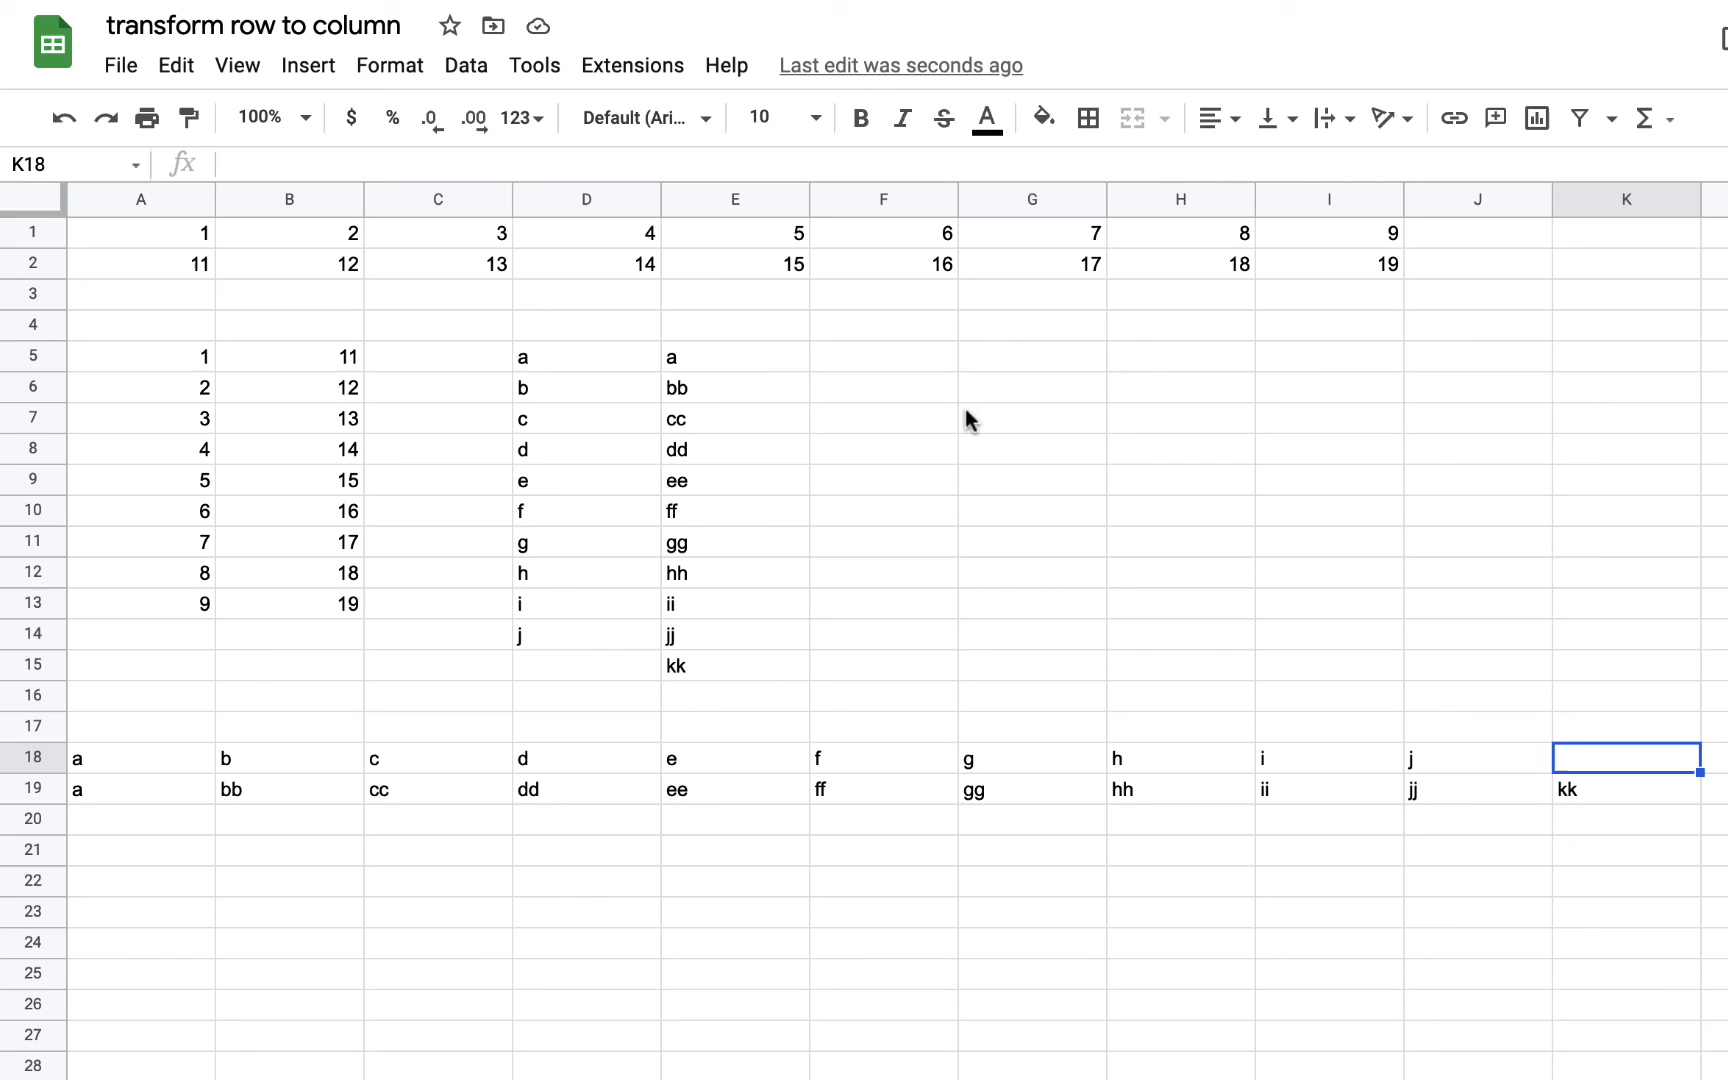 transform row to column
File Edit View Insert Format Data Tools Extensions Help Last edit was seconds ago
100% $ % .0 .00 123 Default (Ari... 10 B I S A
K18 fx
A B C D E F G H I J K
1 1 2 3 4 5 6 7 8 9
2 11 12 13 14 15 16 17 18 19
3
4
5 1 11 a a
6 2 12 b bb
7 3 13 c cc
8 4 14 d dd
9 5 15 e ee
10 6 16 f ff
11 7 17 g gg
12 8 18 h hh
13 9 19 i ii
14 j jj
15 kk
16
17
18 a b c d e f g h i j
19 a bb cc dd ee ff gg hh ii jj kk
20
21
22
23
24
25
26
27
28